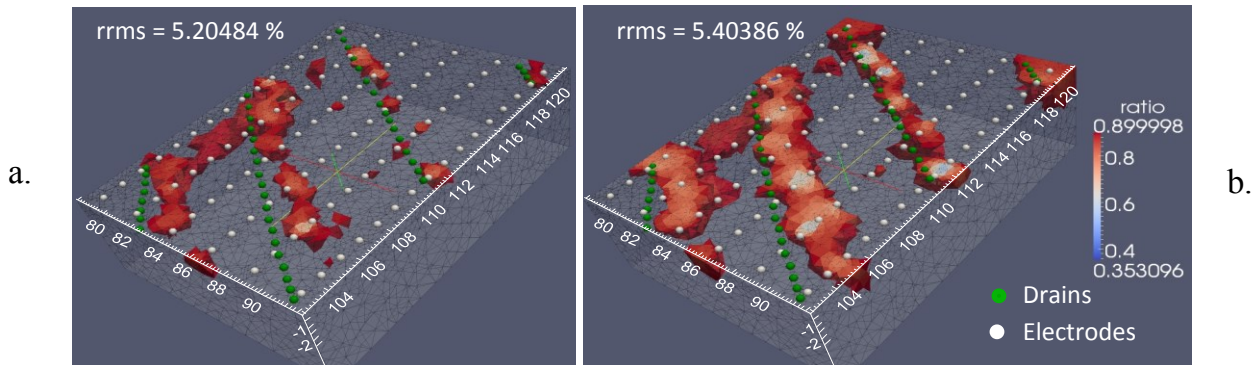 a.
rrms = 5.20484 %
80 82 84 86 88 90
104 106 108 110 112 114 116 118 120
-1
-2
rrms = 5.40386 %
80 82 84 86 88 90
104 106 108 110 112 114 116 118 120
-1
-2
ratio
0.899998
0.8
0.6
0.4
0.353096
Drains
Electrodes
b.